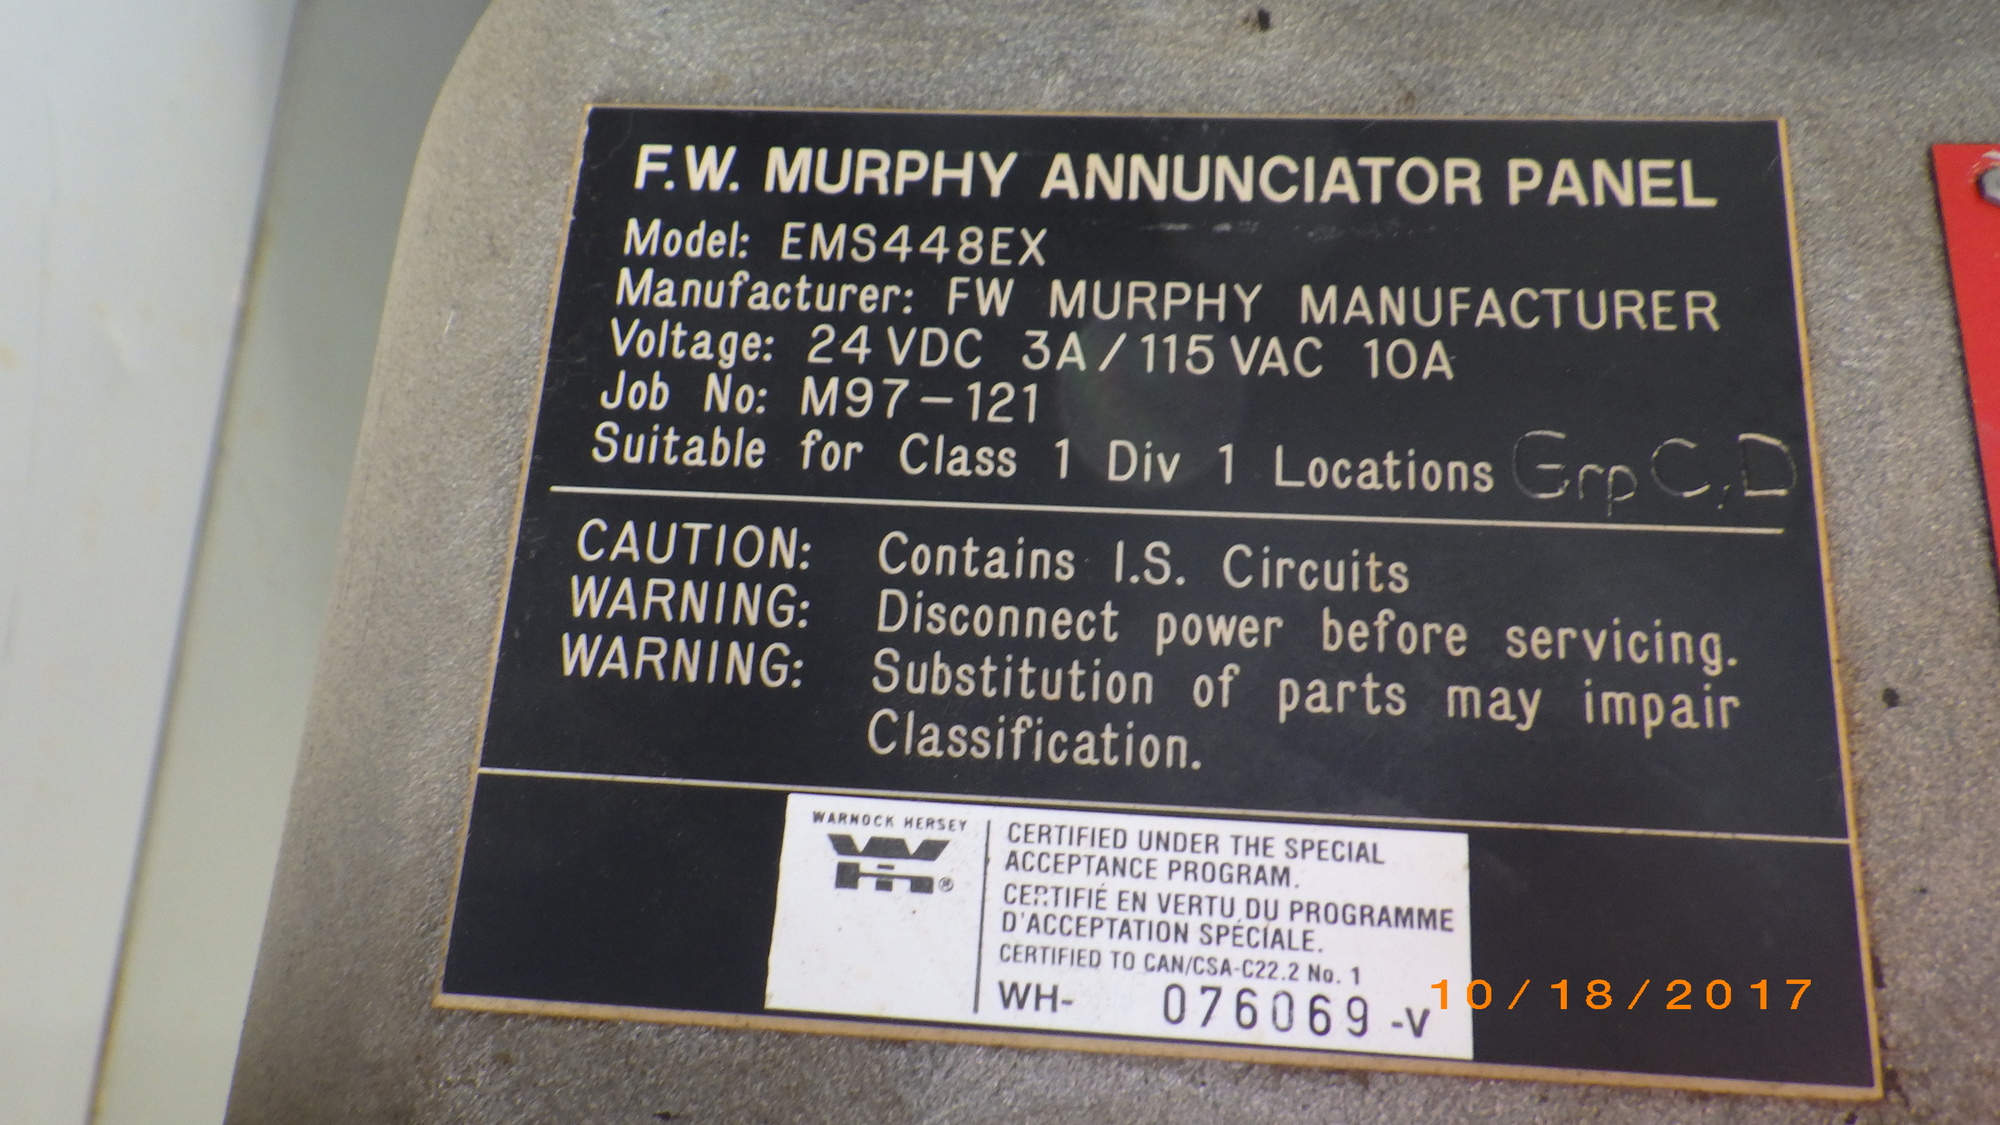 F.W. MURPHY ANNUNCIATOR PANEL
Model: EMS448EX
Manufacturer: FW MURPHY MANUFACTURER
Voltage: 24 VDC 3A / 115 VAC 10A
Job No: M97-121
Suitable for Class 1 Div 1 Locations Grp C, D
CAUTION: Contains I.S. Circuits
WARNING: Disconnect power before servicing.
WARNING: Substitution of parts may impair
Classification.
WARNOCK HERSEY
WH®
CERTIFIED UNDER THE SPECIAL
ACCEPTANCE PROGRAM.
CERTIFIÉ EN VERTU DU PROGRAMME
D'ACCEPTATION SPÉCIALE.
CERTIFIED TO CAN/CSA-C22.2 No. 1
WH- 076069 -V
10/18/2017